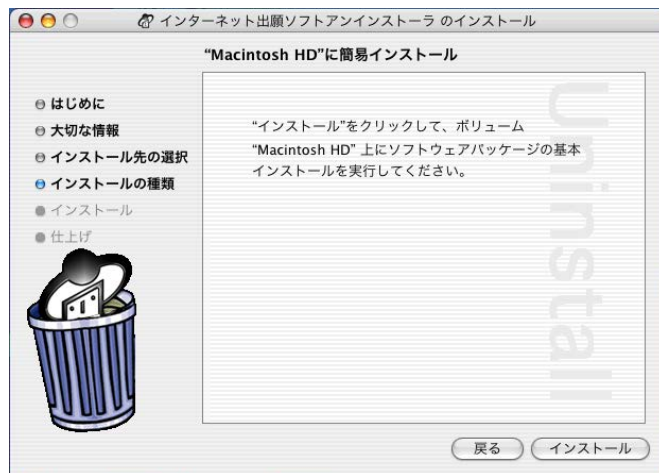 インターネット出願ソフトアンインストーラ のインストール
“Macintosh HD”に簡易インストール
はじめに
大切な情報
インストール先の選択
インストールの種類
インストール
仕上げ
“インストール”をクリックして、ボリューム
“Macintosh HD” 上にソフトウェアパッケージの基本
インストールを実行してください。
Uninstall
戻る
インストール